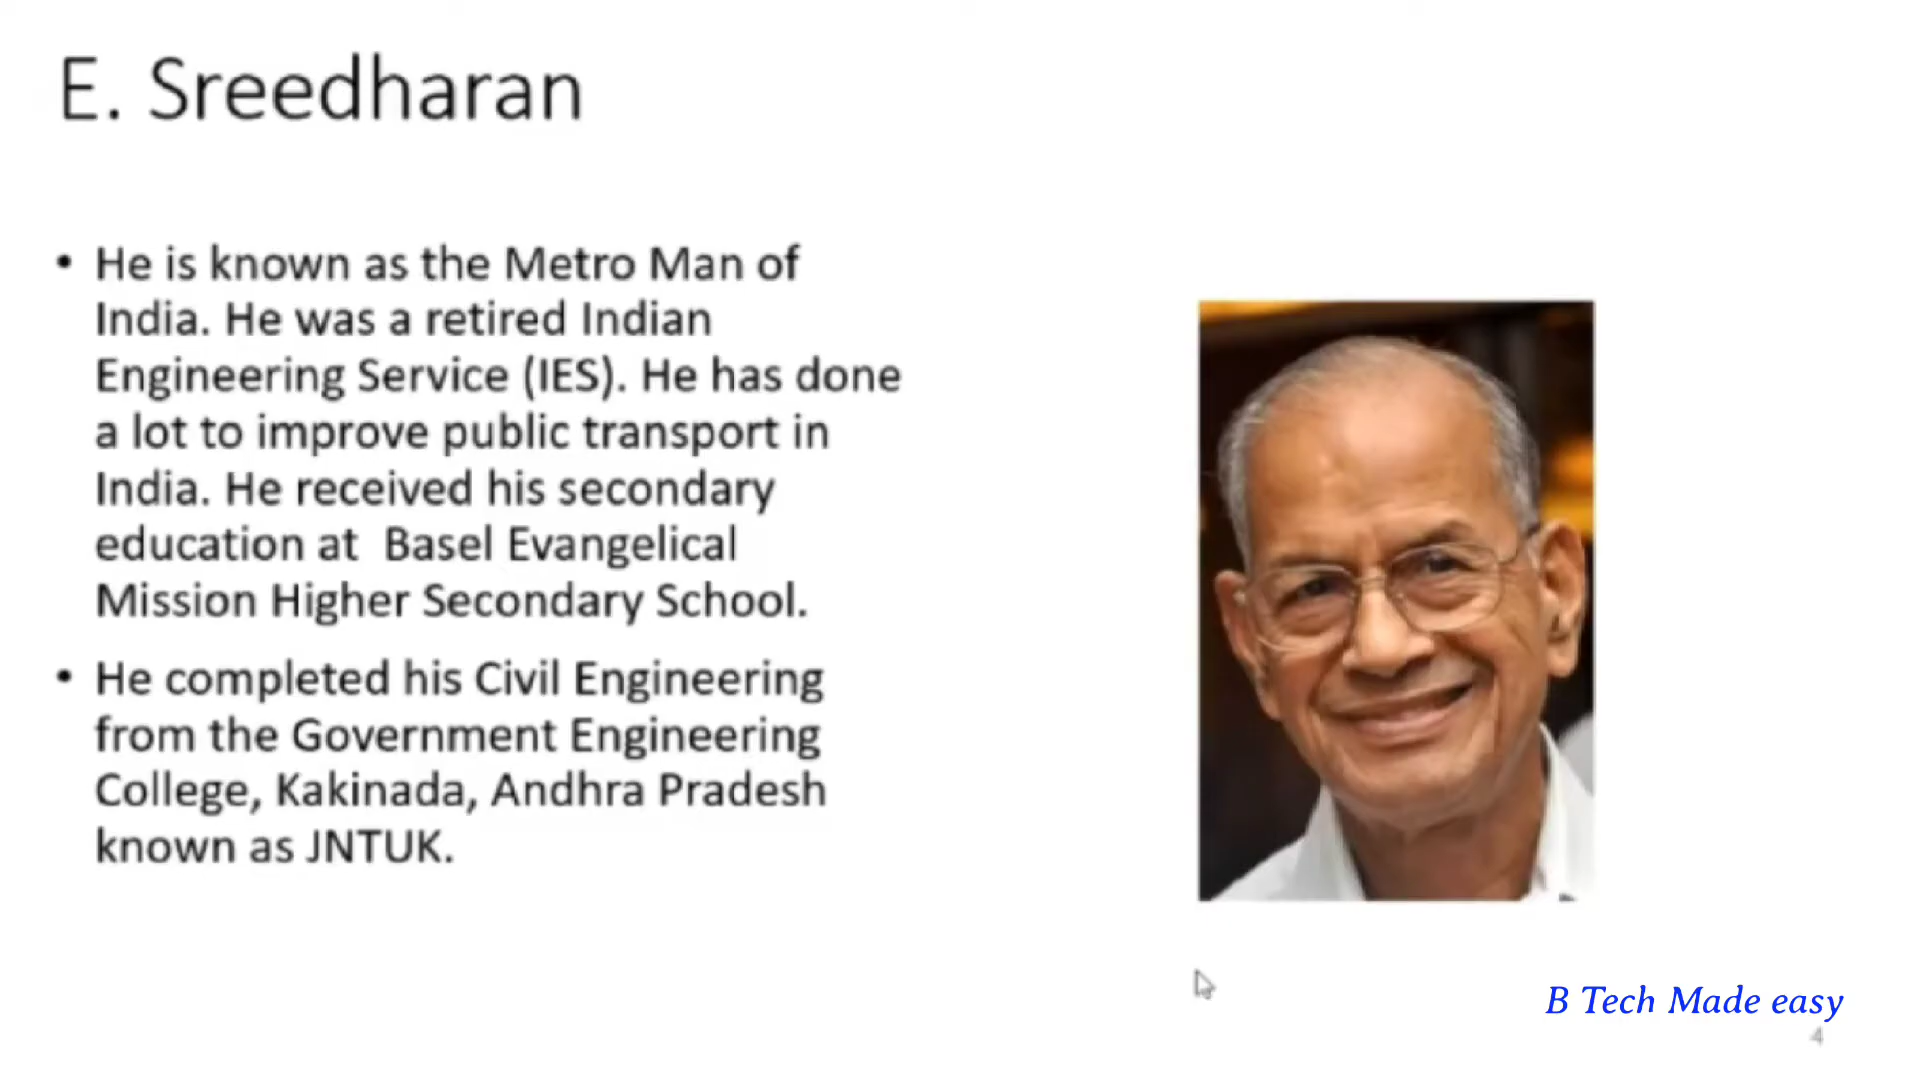 E. Sreedharan
• He is known as the Metro Man of
India. He was a retired Indian
Engineering Service (IES). He has done
a lot to improve public transport in
India. He received his secondary
education at  Basel Evangelical
Mission Higher Secondary School.
• He completed his Civil Engineering
from the Government Engineering
College, Kakinada, Andhra Pradesh
known as JNTUK.
B Tech Made easy
4